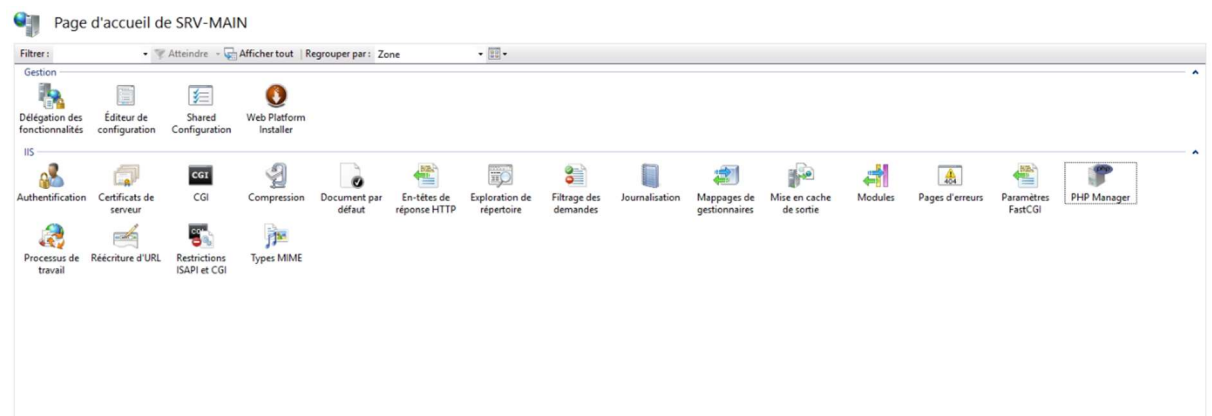 Page d'accueil de SRV-MAIN
Filtrer : Atteindre Afficher tout Regrouper par : Zone
Gestion
Délégation des fonctionnalités
Éditeur de configuration
Shared Configuration
Web Platform Installer
IIS
Authentification
Certificats de serveur
CGI
CGI
Compression
Document par défaut
En-têtes de réponse HTTP
Exploration de répertoire
Filtrage des demandes
Journalisation
Mappages de gestionnaires
Mise en cache de sortie
Modules
404
Pages d'erreurs
Paramètres FastCGI
PHP Manager
Processus de travail
Réécriture d'URL
Restrictions ISAPI et CGI
Types MIME